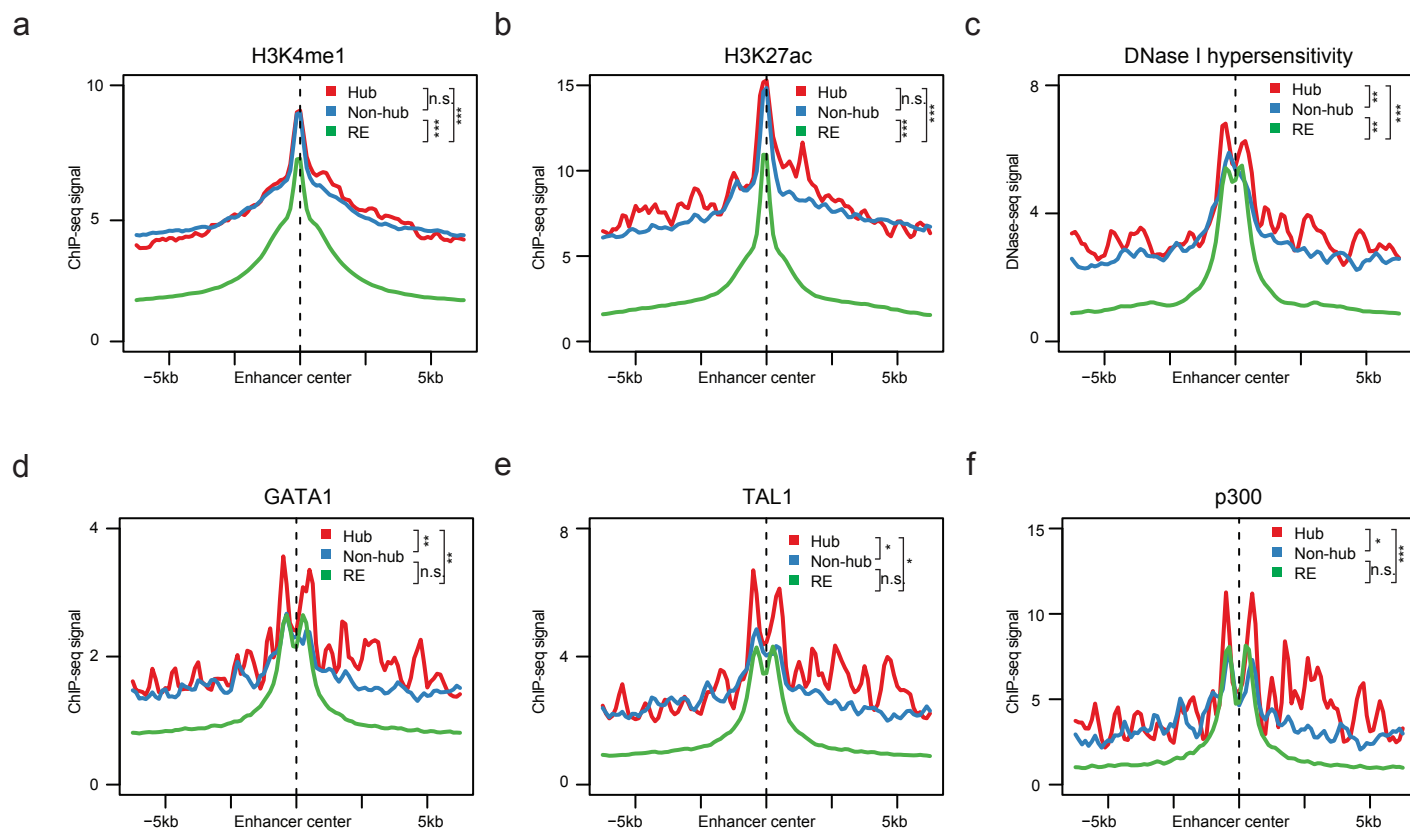 a
H3K4me1
10
5
0
ChIP-seq signal
Hub
Non-hub
RE
n.s.
***
***
−5kb
Enhancer center
5kb
b
H3K27ac
15
10
5
0
ChIP-seq signal
Hub
Non-hub
RE
n.s.
***
***
−5kb
Enhancer center
5kb
c
DNase I hypersensitivity
8
4
0
DNase-seq signal
Hub
Non-hub
RE
**
**
***
−5kb
Enhancer center
5kb
d
GATA1
4
2
0
ChIP-seq signal
Hub
Non-hub
RE
**
n.s.
**
−5kb
Enhancer center
5kb
e
TAL1
8
4
0
ChIP-seq signal
Hub
Non-hub
RE
*
n.s.
*
−5kb
Enhancer center
5kb
f
p300
15
10
5
0
ChIP-seq signal
Hub
Non-hub
RE
*
n.s.
***
−5kb
Enhancer center
5kb